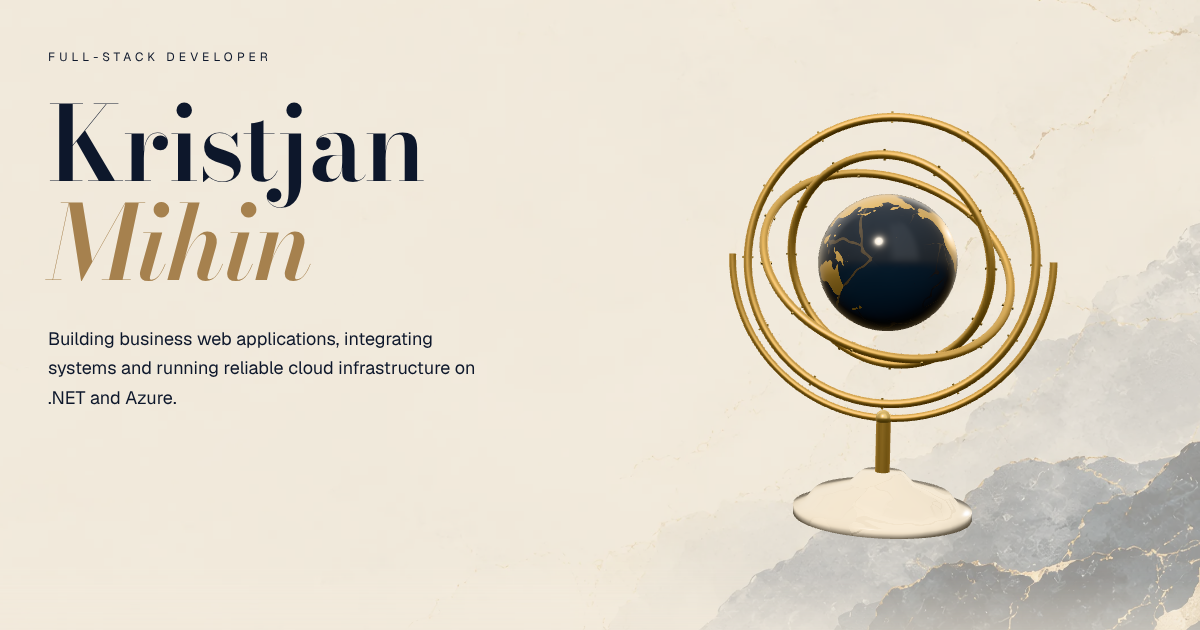 FULL-STACK DEVELOPER
Kristjan
Mihin
Building business web applications, integrating
systems and running reliable cloud infrastructure on
.NET and Azure.